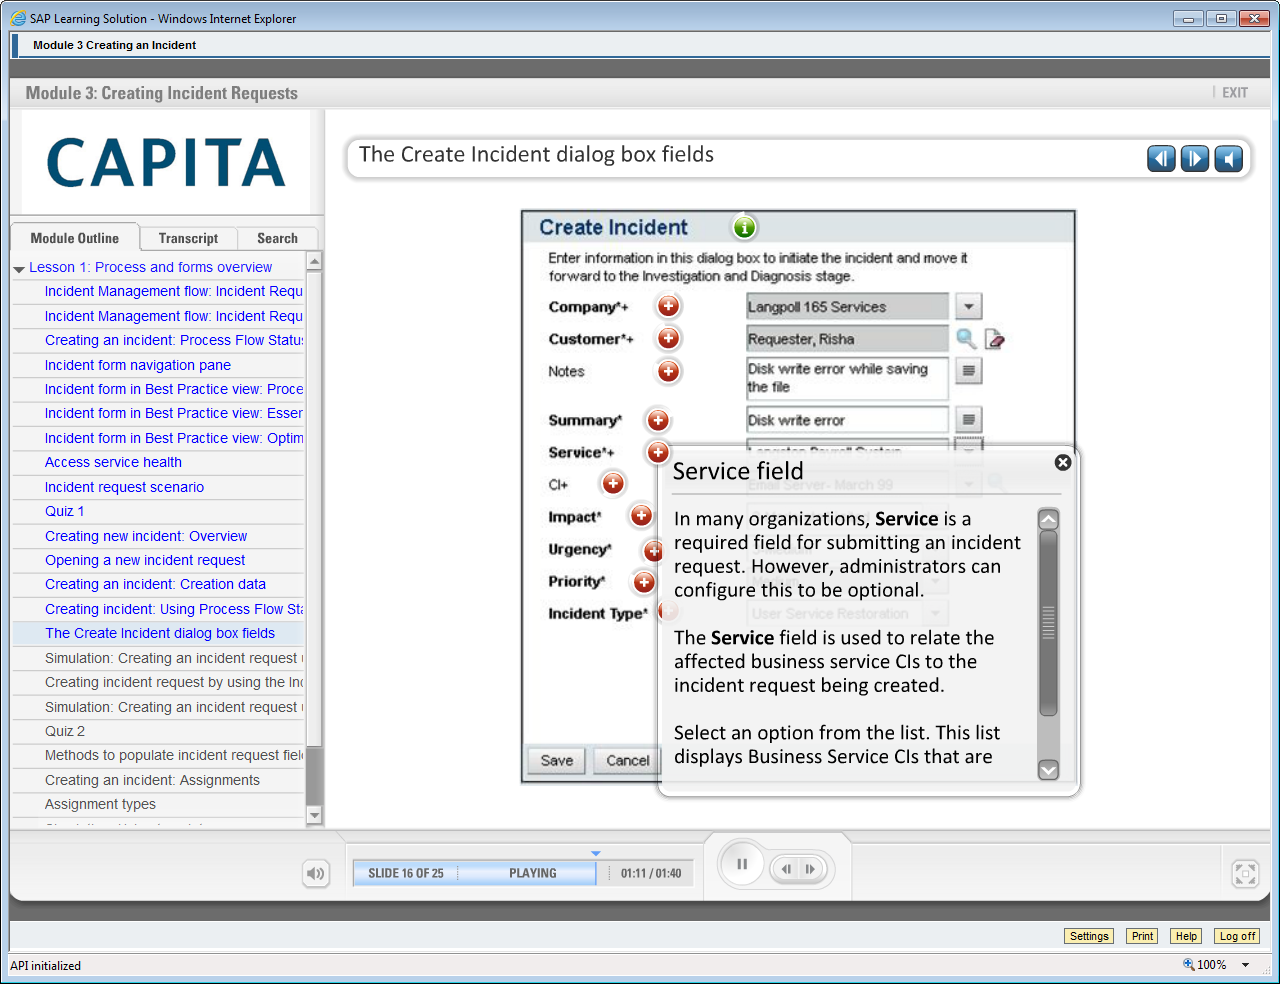 SAP Learning Solution - Windows Internet Explorer
Module 3 Creating an Incident
Module 3: Creating Incident Requests
EXIT
CAPITA
The Create Incident dialog box fields
Module Outline
Transcript
Search
Lesson 1: Process and forms overview
Incident Management flow: Incident Requ
Incident Management flow: Incident Requ
Creating an incident: Process Flow Status
Incident form navigation pane
Incident form in Best Practice view: Proce
Incident form in Best Practice view: Esser
Incident form in Best Practice view: Optim
Access service health
Incident request scenario
Quiz 1
Creating new incident: Overview
Opening a new incident request
Creating an incident: Creation data
Creating incident: Using Process Flow Sta
The Create Incident dialog box fields
Simulation: Creating an incident request u
Creating incident request by using the Inc
Simulation: Creating an incident request u
Quiz 2
Methods to populate incident request field
Creating an incident: Assignments
Assignment types
Create Incident
Enter information in this dialog box to initiate the incident and move it
forward to the Investigation and Diagnosis stage.
Company*+ Langpoll 165 Services
Customer*+ Requester, Risha
Notes Disk write error while saving
the file
Summary* Disk write error
Service*+
CI+ Email Server- March 99
Impact*
Urgency*
Priority*
Incident Type* User Service Restoration
Save Cancel
Service field
In many organizations, Service is a
required field for submitting an incident
request. However, administrators can
configure this to be optional.
The Service field is used to relate the
affected business service CIs to the
incident request being created.
Select an option from the list. This list
displays Business Service CIs that are
SLIDE 16 OF 25
PLAYING
01:11 / 01:40
Settings Print Help Log off
API initialized
100%